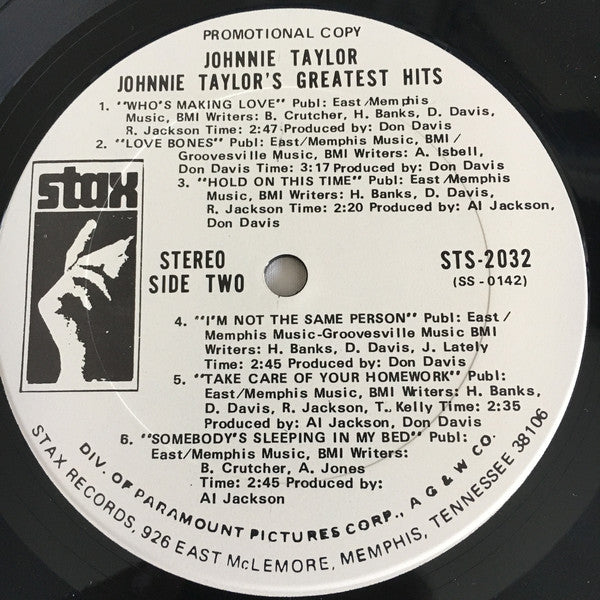 PROMOTIONAL COPY
JOHNNIE TAYLOR
JOHNNIE TAYLOR'S GREATEST HITS
1. "WHO'S MAKING LOVE" Publ: East/Memphis
Music, BMI Writers: B. Crutcher, H. Banks, D. Davis,
R. Jackson Time: 2:47 Produced by: Don Davis
2. "LOVE BONES" Publ: East/Memphis Music, BMI/
Groovesville Music, BMI Writers: A. Isbell,
Don Davis Time: 3:17 Produced by: Don Davis
3. "HOLD ON THIS TIME" Publ: East/Memphis
Music, BMI Writers: H. Banks, D. Davis,
R. Jackson Time: 2:20 Produced by: Al Jackson,
Don Davis
stax
STEREO
SIDE TWO
STS-2032
(SS-0142)
4. "I'M NOT THE SAME PERSON" Publ: East/
Memphis Music-Groovesville Music BMI
Writers: H. Banks, D. Davis, J. Lately
Time: 2:45 Produced by: Don Davis
5. "TAKE CARE OF YOUR HOMEWORK" Publ:
East/Memphis Music, BMI Writers: H. Banks,
D. Davis, R. Jackson, T.. Kelly Time: 2:35
Produced by: Al Jackson, Don Davis
6. "SOMEBODY'S SLEEPING IN MY BED" Publ:
East/Memphis Music, BMI Writers:
B. Crutcher, A. Jones
Time: 2:45 Produced by:
Al Jackson
DIV. OF PARAMOUNT PICTURES CORP., A G & W CO.
STAX RECORDS, 926 EAST McLEMORE, MEMPHIS, TENNESSEE 38106